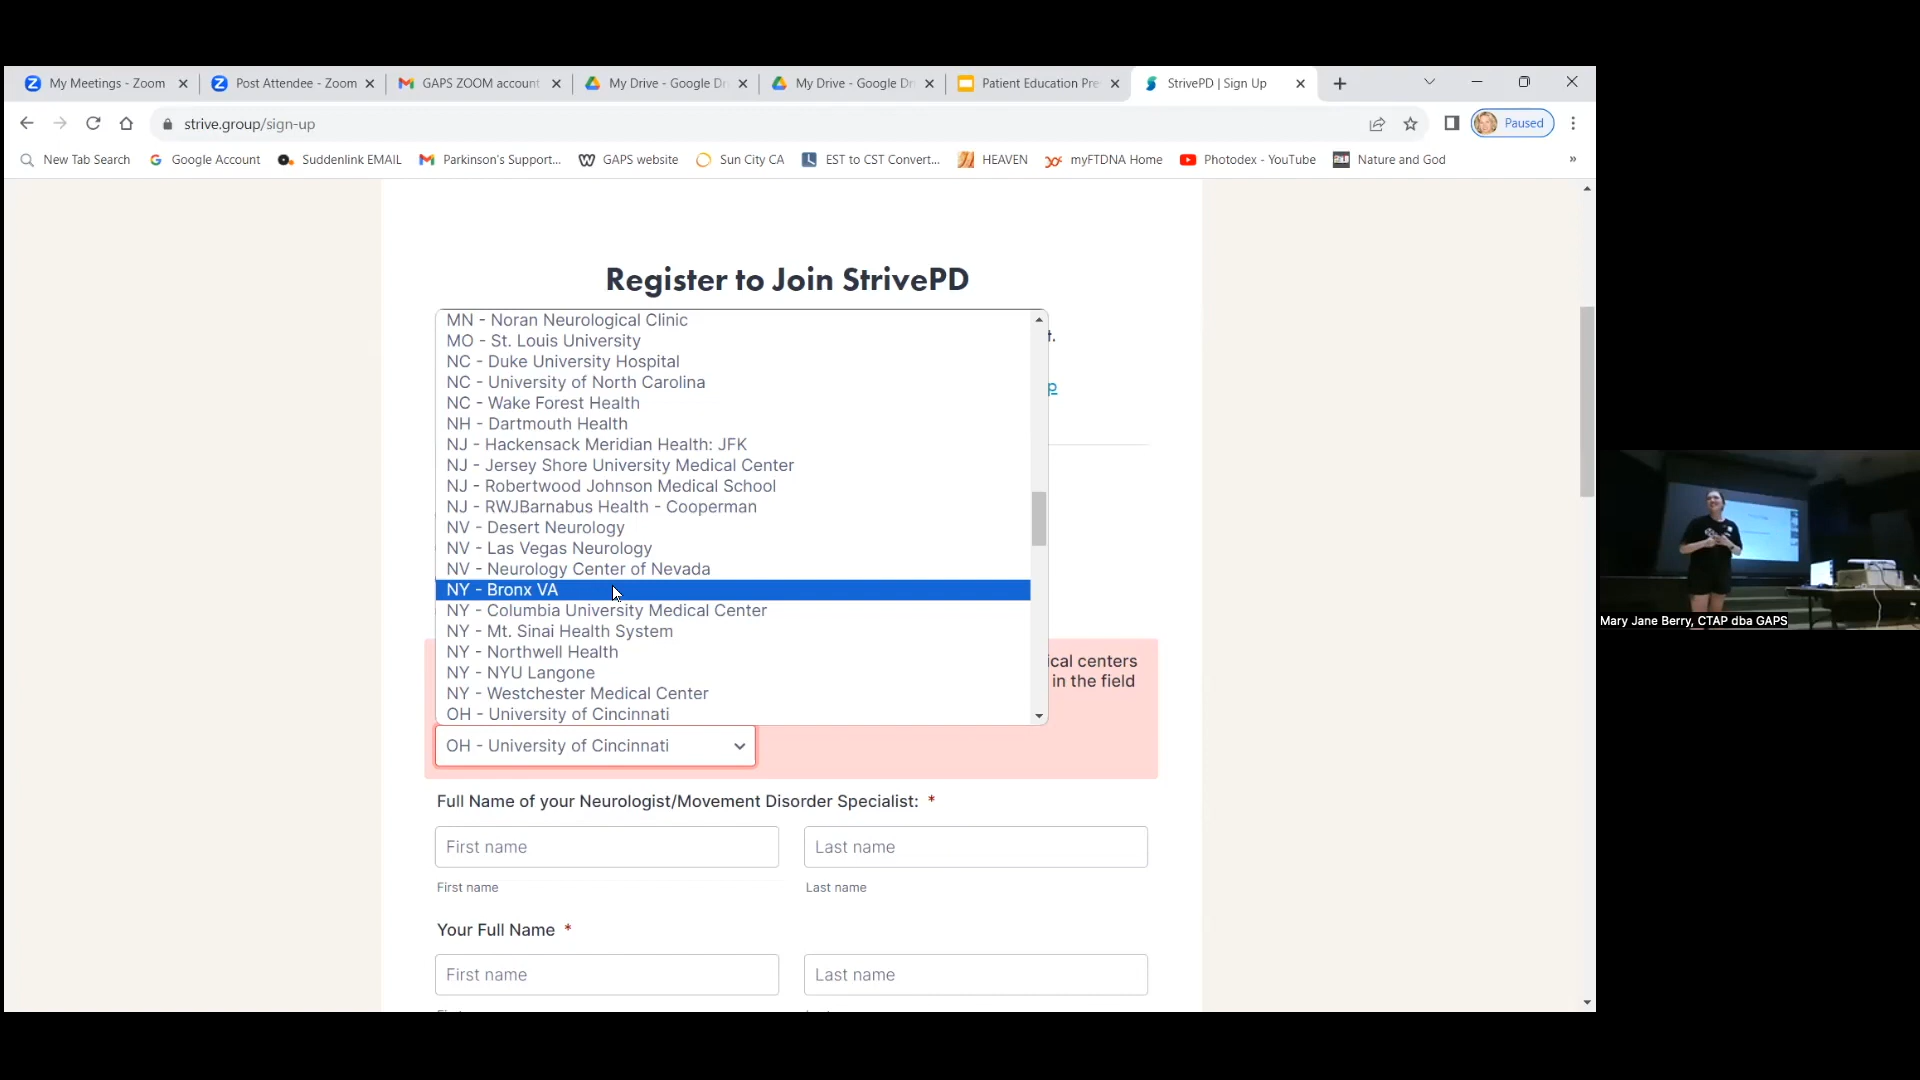 My Meetings - Zoom
Post Attendee - Zoom
GAPS ZOOM account
My Drive - Google Dr
My Drive - Google Dr
Patient Education Pre
StrivePD | Sign Up
strive.group/sign-up
Paused
New Tab Search
Google Account
Suddenlink EMAIL
Parkinson's Support...
GAPS website
Sun City CA
EST to CST Convert...
HEAVEN
myFTDNA Home
Photodex - YouTube
Nature and God
»
Register to Join StrivePD
t.
p
MN - Noran Neurological Clinic
MO - St. Louis University
NC - Duke University Hospital
NC - University of North Carolina
NC - Wake Forest Health
NH - Dartmouth Health
NJ - Hackensack Meridian Health: JFK
NJ - Jersey Shore University Medical Center
NJ - Robertwood Johnson Medical School
NJ - RWJBarnabus Health - Cooperman
NV - Desert Neurology
NV - Las Vegas Neurology
NV - Neurology Center of Nevada
NY - Bronx VA
NY - Columbia University Medical Center
NY - Mt. Sinai Health System
NY - Northwell Health
NY - NYU Langone
NY - Westchester Medical Center
OH - University of Cincinnati
ical centers
in the field
OH - University of Cincinnati
Full Name of your Neurologist/Movement Disorder Specialist: *
First name
Last name
First name
Last name
Your Full Name *
First name
Last name
Mary Jane Berry, CTAP dba GAPS